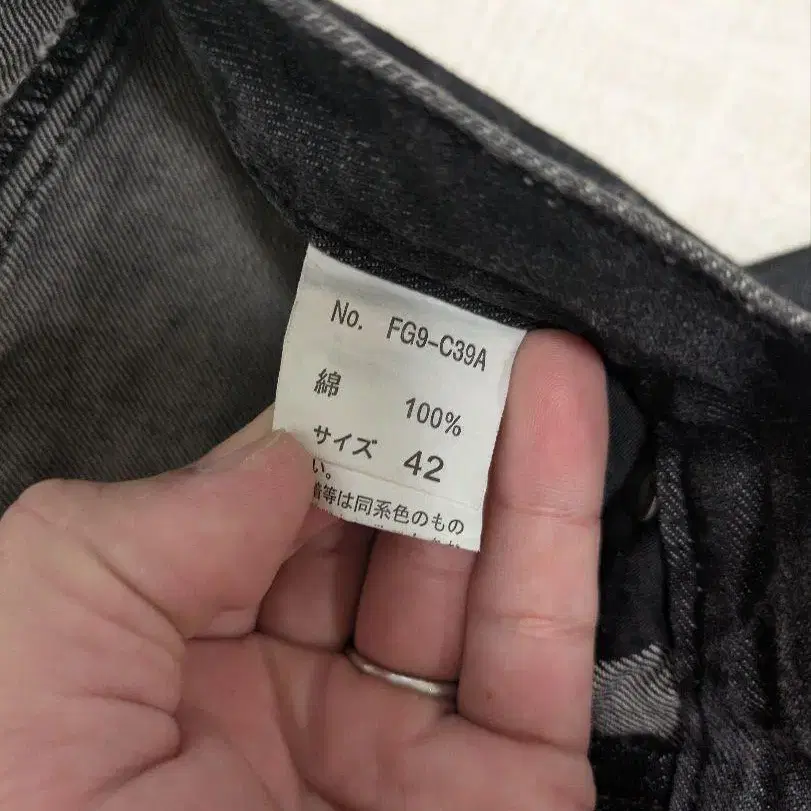 No. FG9-C39A
綿 100%
サイズ 42
い。
着等は同系色のもの